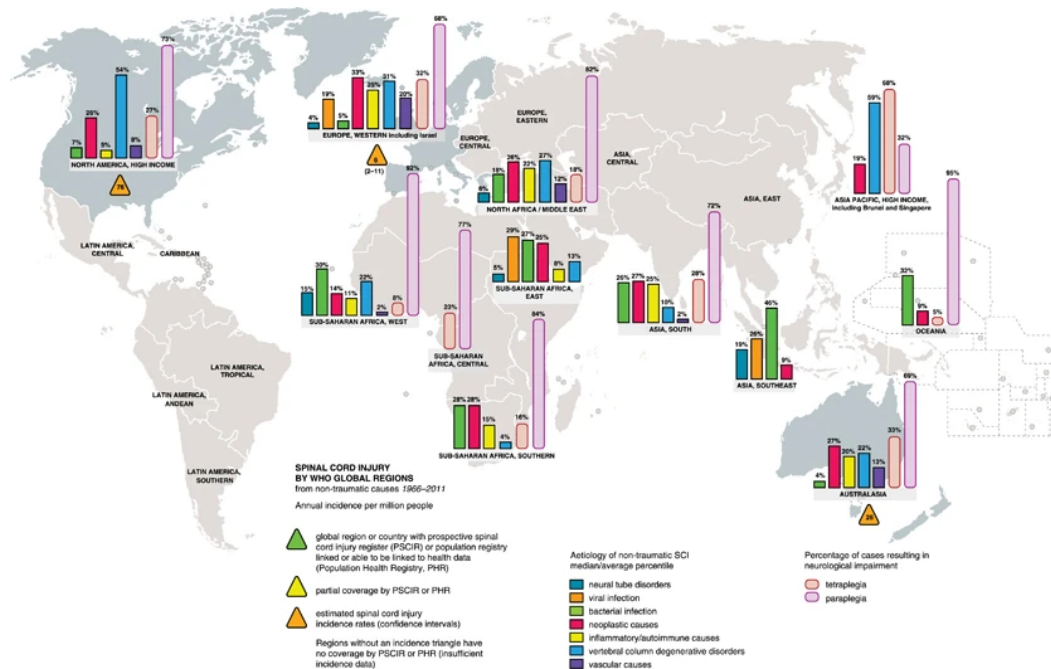 73%
54%
26%
7%
5%
8%
27%
NORTH AMERICA, HIGH INCOME
76
68%
4%
19%
5%
33%
25%
31%
20%
32%
EUROPE, WESTERN including Israel
6
(2–11)
EUROPE, EASTERN
EUROPE, CENTRAL
82%
6%
18%
26%
22%
27%
12%
18%
NORTH AFRICA / MIDDLE EAST
ASIA, CENTRAL
ASIA, EAST
19%
59%
68%
32%
ASIA PACIFIC, HIGH INCOME,
including Brunei and Singapore
LATIN AMERICA,
CENTRAL
CARIBBEAN
92%
15%
30%
14%
11%
22%
2%
8%
SUB-SAHARAN AFRICA, WEST
77%
23%
SUB-SAHARAN
AFRICA, CENTRAL
29%
27%
25%
8%
13%
SUB-SAHARAN AFRICA,
EAST
72%
27%
25%
10%
2%
28%
ASIA, SOUTH
19%
26%
46%
9%
ASIA, SOUTHEAST
95%
32%
9%
5%
OCEANIA
LATIN AMERICA,
TROPICAL
LATIN AMERICA,
ANDEAN
LATIN AMERICA,
SOUTHERN
84%
28%
28%
15%
4%
16%
SUB-SAHARAN AFRICA, SOUTHERN
69%
4%
27%
20%
22%
13%
33%
AUSTRALASIA
26
SPINAL CORD INJURY
BY WHO GLOBAL REGIONS
from non-traumatic causes 1966–2011
Annual incidence per million people
global region or country with prospective spinal
cord injury register (PSCIR) or population registry
linked or able to be linked to health data
(Population Health Registry, PHR)
partial coverage by PSCIR or PHR
estimated spinal cord injury
incidence rates (confidence intervals)
Regions without an incidence triangle have
no coverage by PSCIR or PHR (insufficient
incidence data)
Aetiology of non-traumatic SCI
median/average percentile
neural tube disorders
viral infection
bacterial infection
neoplastic causes
inflammatory/autoimmune causes
vertebral column degenerative disorders
vascular causes
Percentage of cases resulting in
neurological impairment
tetraplegia
paraplegia